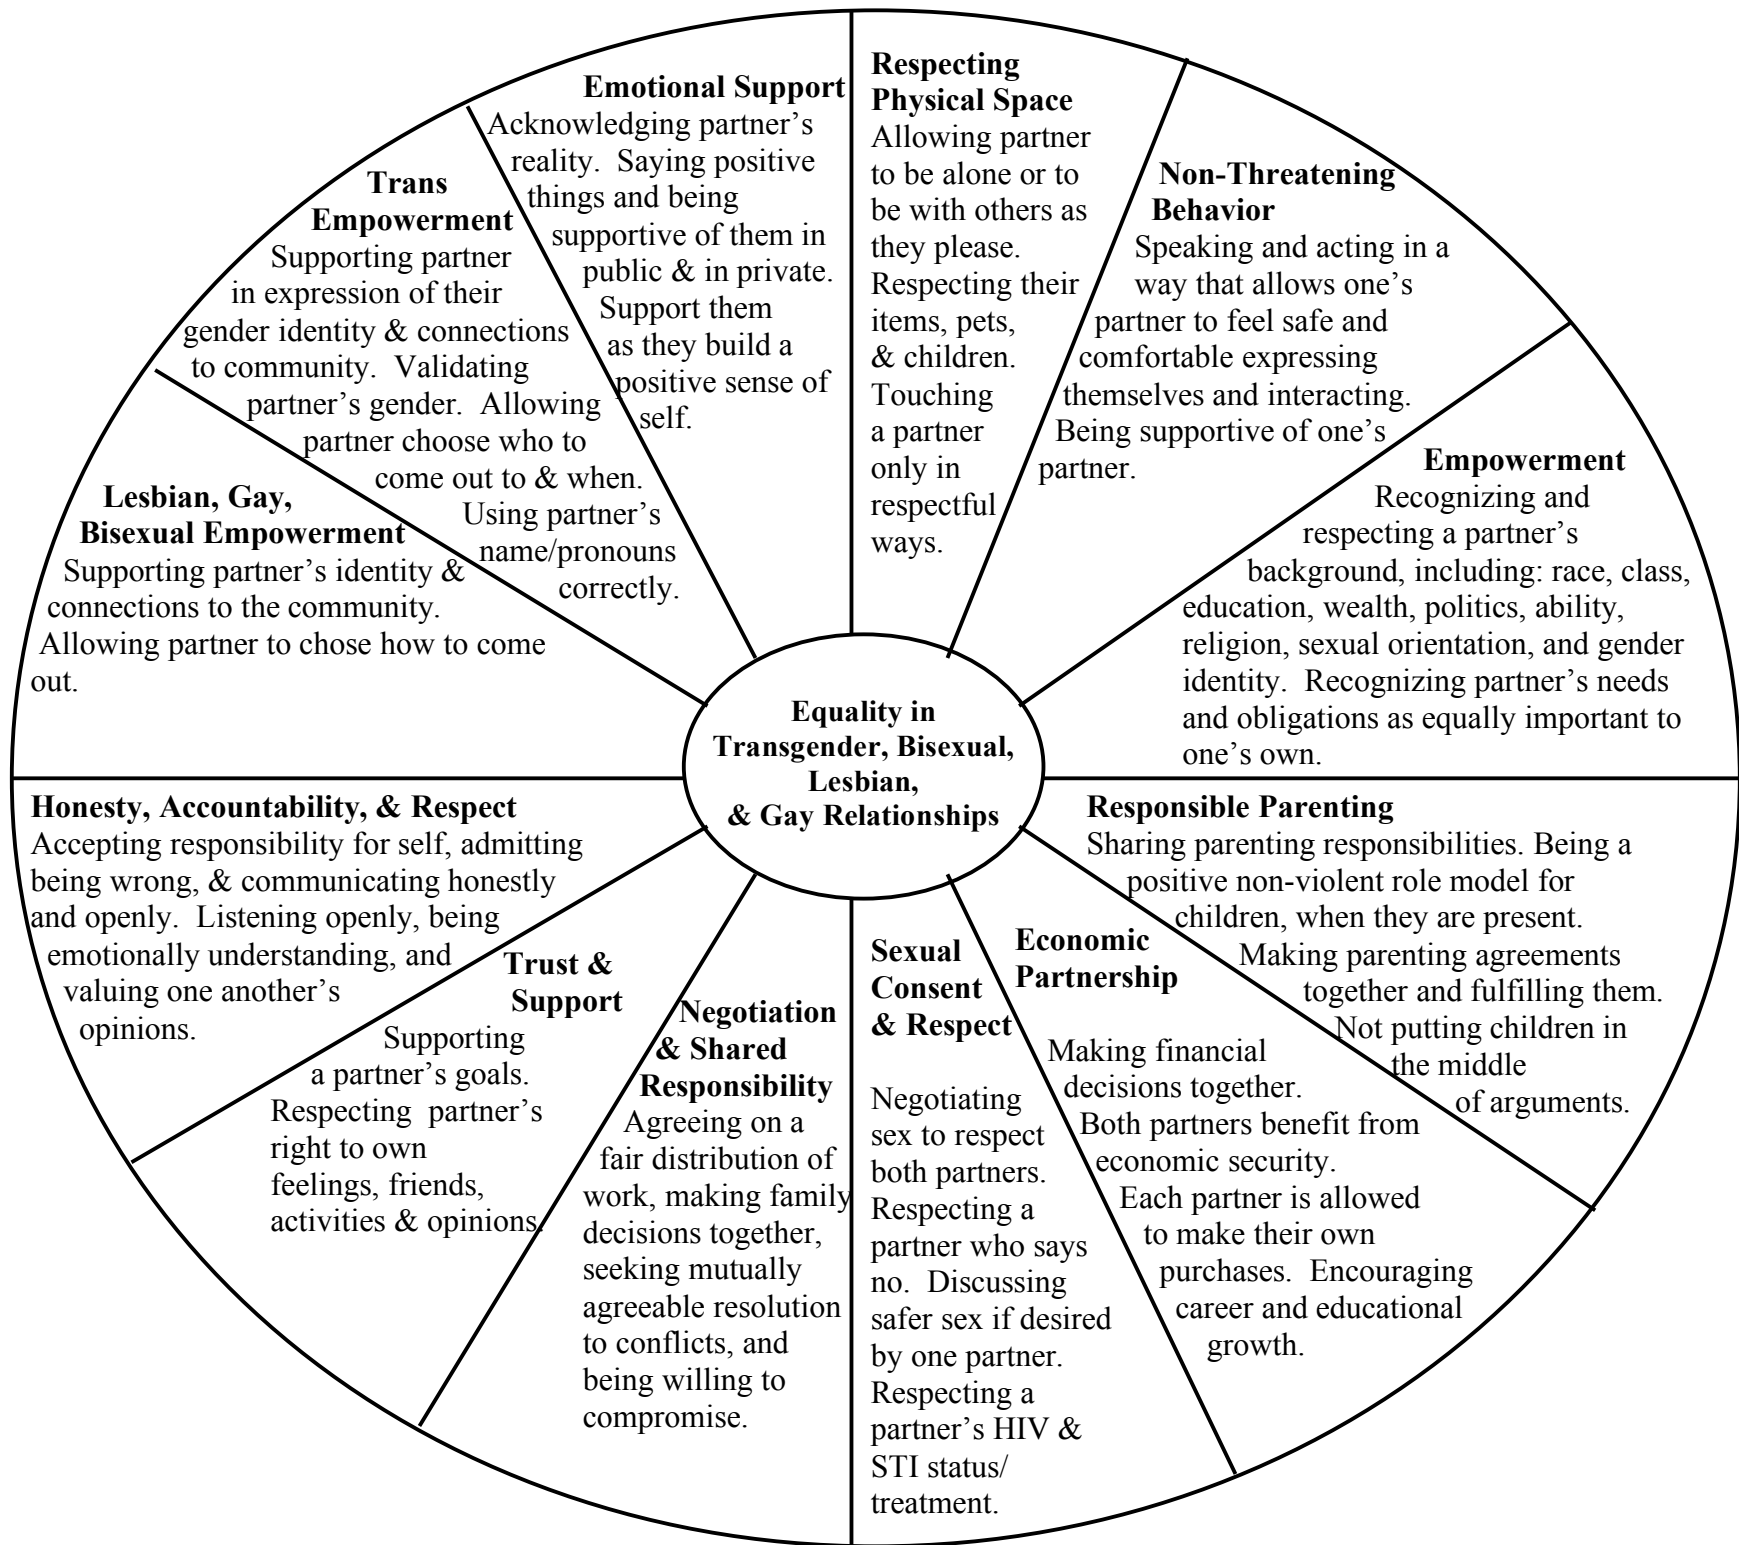 Emotional Support
Acknowledging partner’s
reality.  Saying positive
things and being
supportive of them in
public & in private.
Support them
as they build a
positive sense of
self.
Respecting
Physical Space
Allowing partner
to be alone or to
be with others as
they please.
Respecting their
items, pets,
& children.
Touching
a partner
only in
respectful
ways.
Non-Threatening
Behavior
Speaking and acting in a
way that allows one’s
partner to feel safe and
comfortable expressing
themselves and interacting.
Being supportive of one’s
partner.
Empowerment
Recognizing and
respecting a partner’s
background, including: race, class,
education, wealth, politics, ability,
religion, sexual orientation, and gender
identity.  Recognizing partner’s needs
and obligations as equally important to
one’s own.
Trans
Empowerment
Supporting partner
in expression of their
gender identity & connections
to community.  Validating
partner’s gender.  Allowing
partner choose who to
come out to & when.
Using partner’s
name/pronouns
correctly.
Lesbian, Gay,
Bisexual Empowerment
Supporting partner’s identity &
connections to the community.
Allowing partner to chose how to come
out.
Equality in
Transgender, Bisexual,
Lesbian,
& Gay Relationships
Honesty, Accountability, & Respect
Accepting responsibility for self, admitting
being wrong, & communicating honestly
and openly.  Listening openly, being
emotionally understanding, and
valuing one another’s
opinions.
Trust &
Support
Supporting
a partner’s goals.
Respecting  partner’s
right to own
feelings, friends,
activities & opinions.
Negotiation
& Shared
Responsibility
Agreeing on a
fair distribution of
work, making family
decisions together,
seeking mutually
agreeable resolution
to conflicts, and
being willing to
compromise.
Sexual
Consent
& Respect
Negotiating
sex to respect
both partners.
Respecting a
partner who says
no.  Discussing
safer sex if desired
by one partner.
Respecting a
partner’s HIV &
STI status/
treatment.
Economic
Partnership
Making financial
decisions together.
Both partners benefit from
economic security.
Each partner is allowed
to make their own
purchases.  Encouraging
career and educational
growth.
Responsible Parenting
Sharing parenting responsibilities. Being a
positive non-violent role model for
children, when they are present.
Making parenting agreements
together and fulfilling them.
Not putting children in
the middle
of arguments.